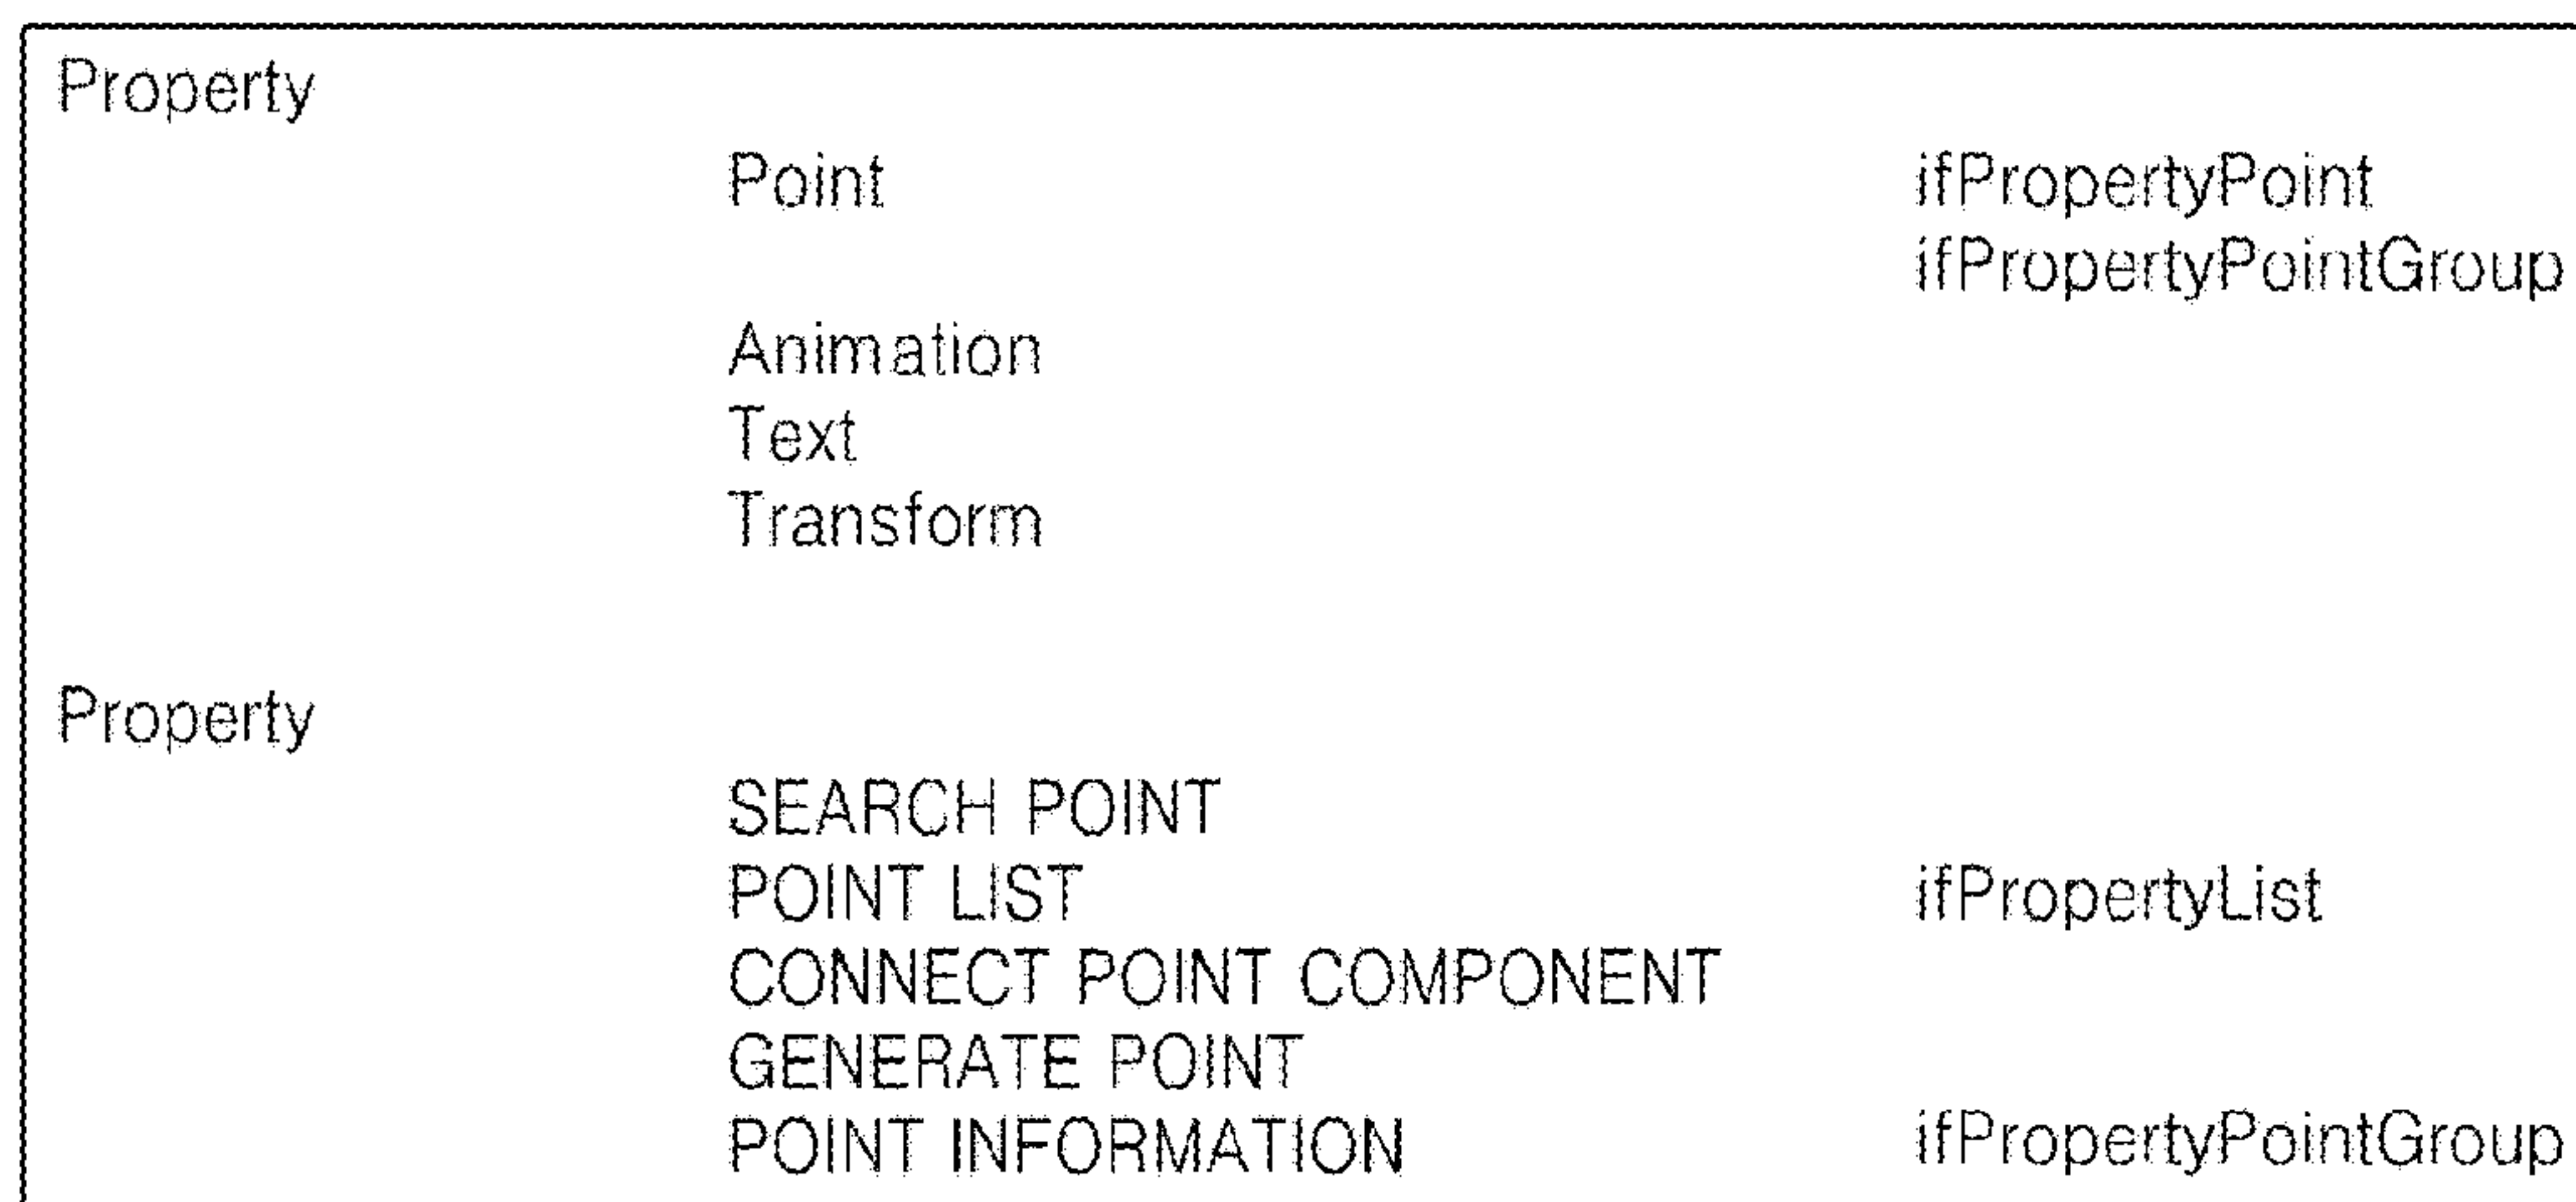 Property
Point ifPropertyPoint
ifPropertyPointGroup
Animation
Text
Transform
Property
SEARCH POINT
POINT LIST ifPropertyList
CONNECT POINT COMPONENT
GENERATE POINT
POINT INFORMATION ifPropertyPointGroup